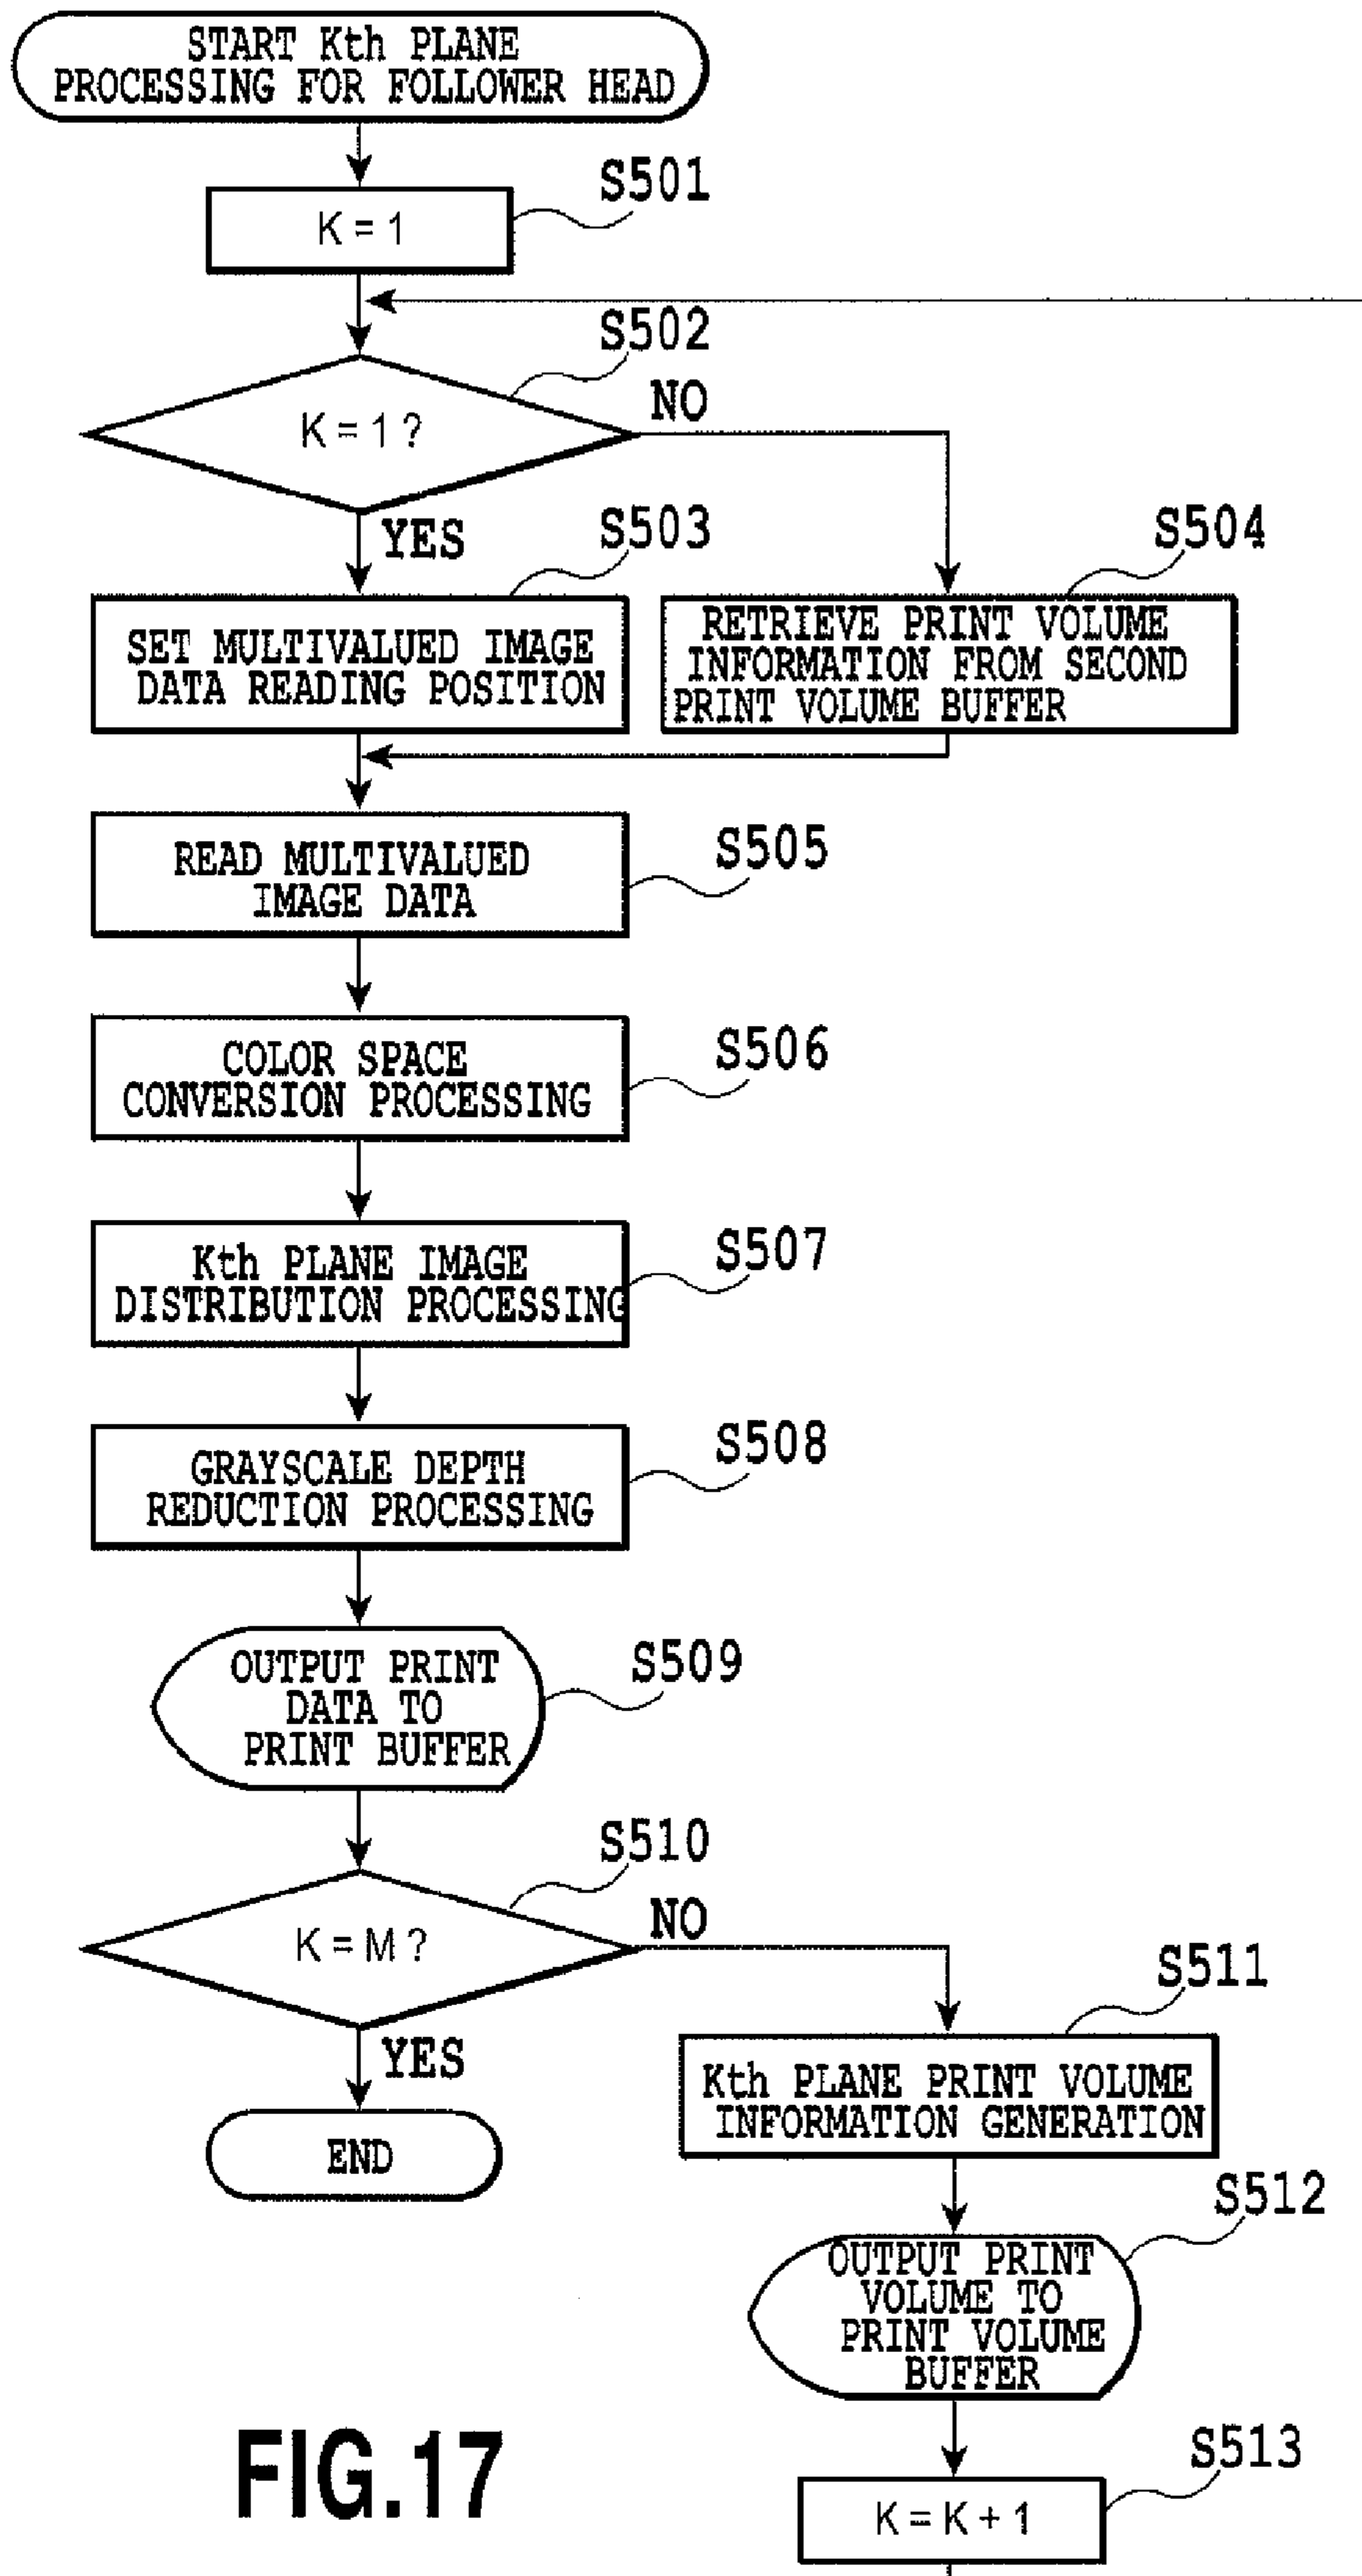 START Kth PLANE
PROCESSING FOR FOLLOWER HEAD
S501
K = 1
S502
K = 1 ?
NO
YES
S503
SET MULTIVALUED IMAGE
DATA READING POSITION
S504
RETRIEVE PRINT VOLUME
INFORMATION FROM SECOND
PRINT VOLUME BUFFER
S505
READ MULTIVALUED
IMAGE DATA
S506
COLOR SPACE
CONVERSION PROCESSING
S507
Kth PLANE IMAGE
DISTRIBUTION PROCESSING
S508
GRAYSCALE DEPTH
REDUCTION PROCESSING
S509
OUTPUT PRINT
DATA TO
PRINT BUFFER
S510
K = M ?
NO
YES
END
S511
Kth PLANE PRINT VOLUME
INFORMATION GENERATION
S512
OUTPUT PRINT
VOLUME TO
PRINT VOLUME
BUFFER
S513
K = K + 1
FIG.17